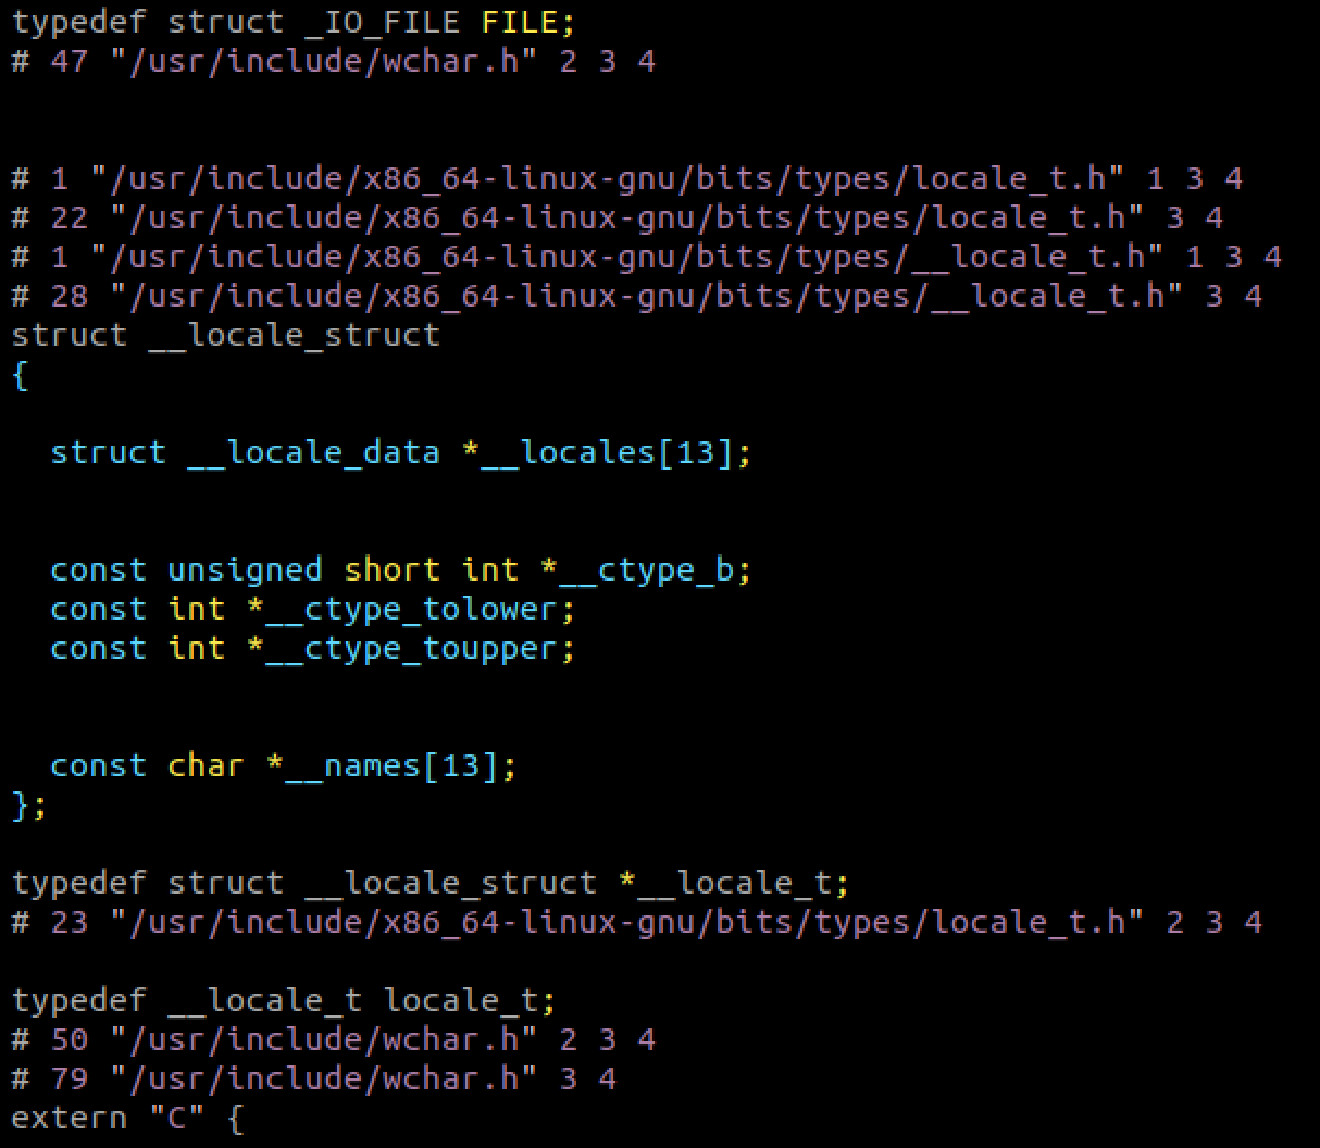 typedef struct _IO_FILE FILE;
# 47 "/usr/include/wchar.h" 2 3 4
# 1 "/usr/include/x86_64-linux-gnu/bits/types/locale_t.h" 1 3 4
# 22 "/usr/include/x86_64-linux-gnu/bits/types/locale_t.h" 3 4
# 1 "/usr/include/x86_64-linux-gnu/bits/types/__locale_t.h" 1 3 4
# 28 "/usr/include/x86_64-linux-gnu/bits/types/__locale_t.h" 3 4
struct __locale_struct
{
  struct __locale_data *__locales[13];
  const unsigned short int *__ctype_b;
  const int *__ctype_tolower;
  const int *__ctype_toupper;
  const char *__names[13];
};
typedef struct __locale_struct *__locale_t;
# 23 "/usr/include/x86_64-linux-gnu/bits/types/locale_t.h" 2 3 4
typedef __locale_t locale_t;
# 50 "/usr/include/wchar.h" 2 3 4
# 79 "/usr/include/wchar.h" 3 4
extern "C" {